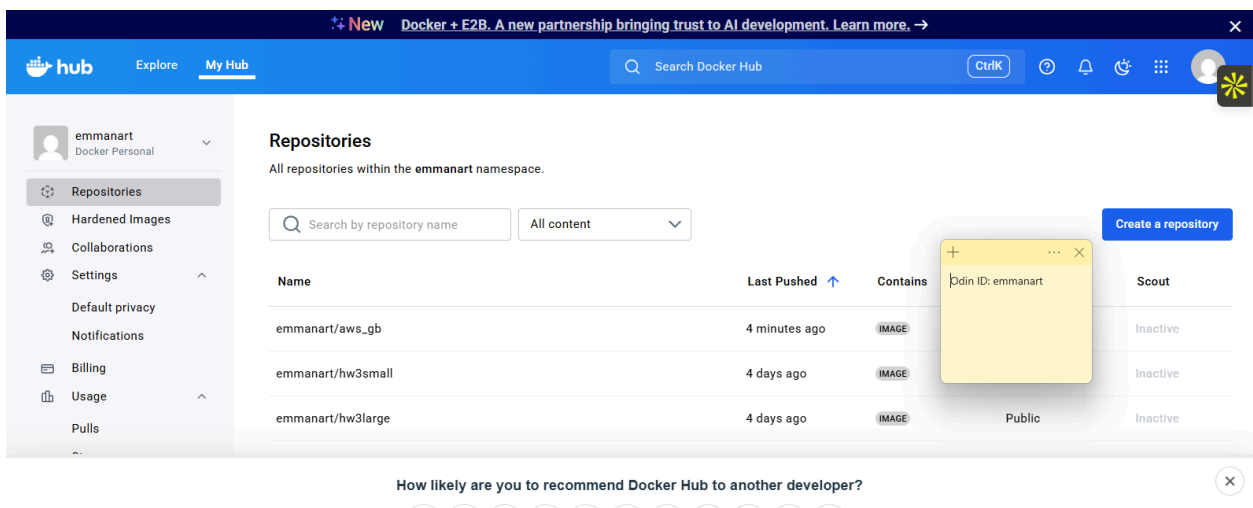 New Docker + E2B. A new partnership bringing trust to AI development. Learn more. →
hub Explore My Hub Search Docker Hub CtrlK
emmanart
Docker Personal
Repositories
Hardened Images
Collaborations
Settings
Default privacy
Notifications
Billing
Usage
Pulls
Repositories
All repositories within the emmanart namespace.
Search by repository name All content Create a repository
Odin ID: emmanart
Name Last Pushed Contains Scout
emmanart/aws_gb 4 minutes ago IMAGE Inactive
emmanart/hw3small 4 days ago IMAGE Inactive
emmanart/hw3large 4 days ago IMAGE Public Inactive
How likely are you to recommend Docker Hub to another developer?